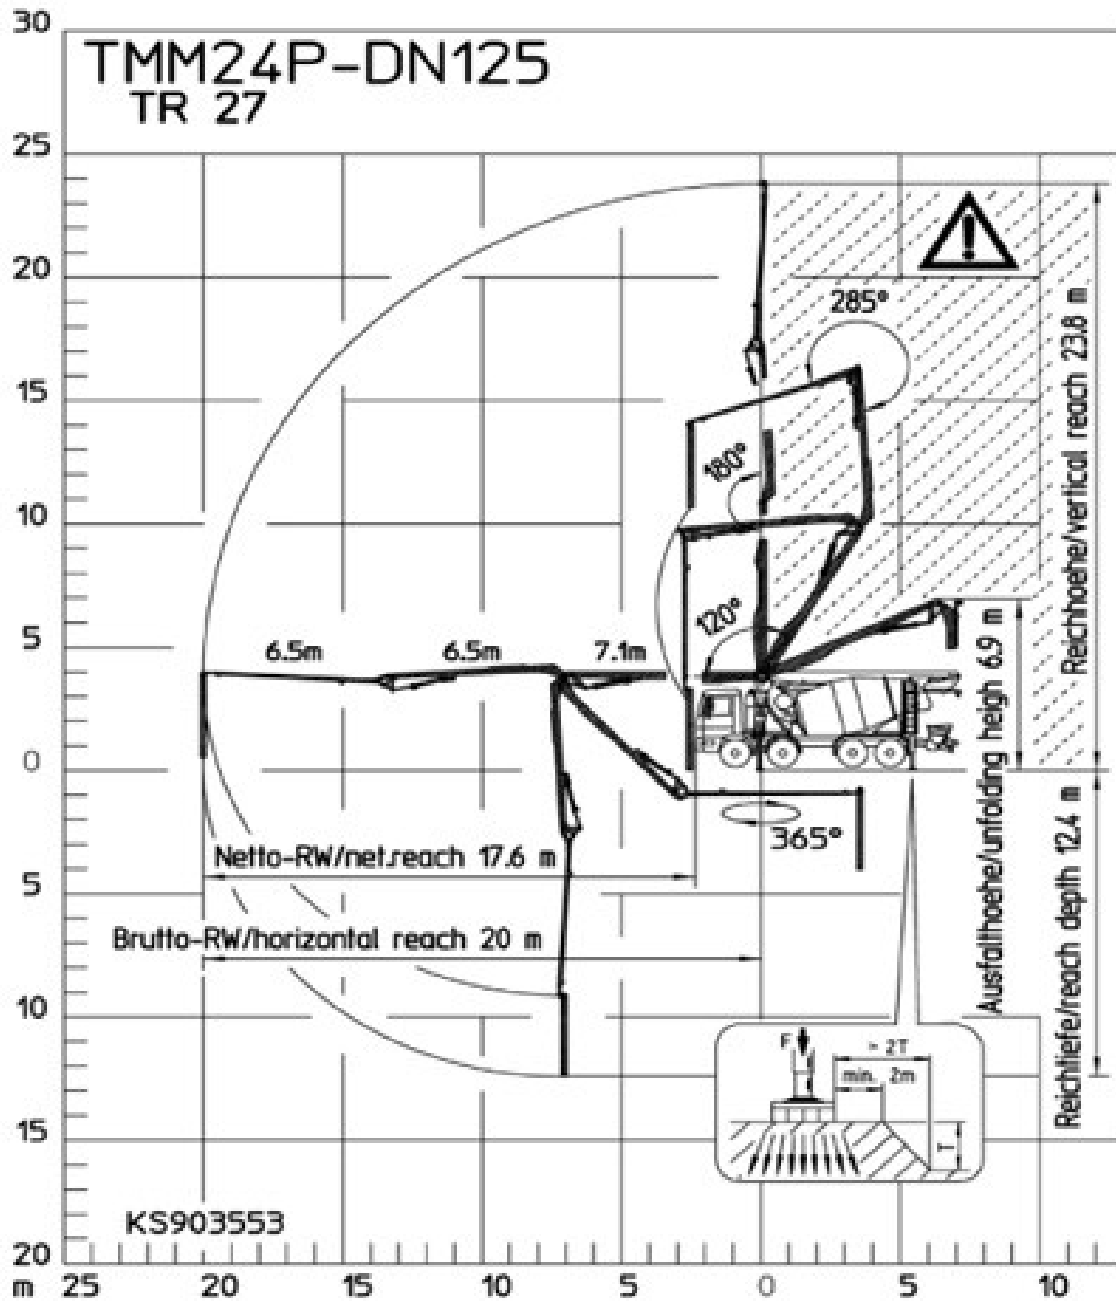 30
TMM24P-DN125
TR 27
25
20
285°
15
180°
10
120°
5
6.5m
6.5m
7.1m
0
365°
Netto-RW/net.reach 17.6 m
5
Brutto-RW/horizontal reach 20 m
10
Reichhoehe/vertical reach 23.8 m
Ausfalthoehe/unfolding heigh 6.9 m
Reichtiefe/reach depth 12.4 m
F
> 2T
min. 2m
T
15
KS903553
20
m 25 20 15 10 5 0 5 10